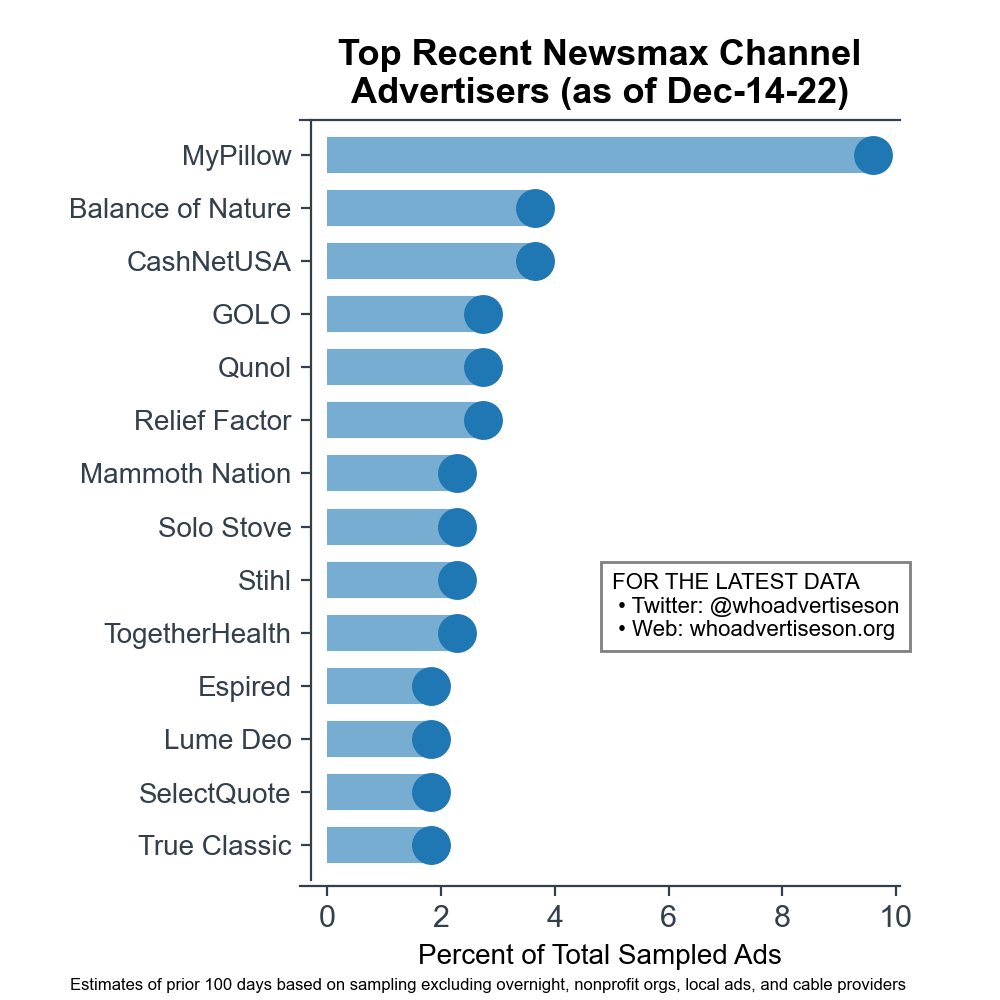 Top Recent Newsmax Channel
Advertisers (as of Dec-14-22)
MyPillow
Balance of Nature
CashNetUSA
GOLO
Qunol
Relief Factor
Mammoth Nation
Solo Stove
Stihl
TogetherHealth
Espired
Lume Deo
SelectQuote
True Classic
FOR THE LATEST DATA
• Twitter: @whoadvertiseson
• Web: whoadvertiseson.org
0 2 4 6 8 10
Percent of Total Sampled Ads
Estimates of prior 100 days based on sampling excluding overnight, nonprofit orgs, local ads, and cable providers